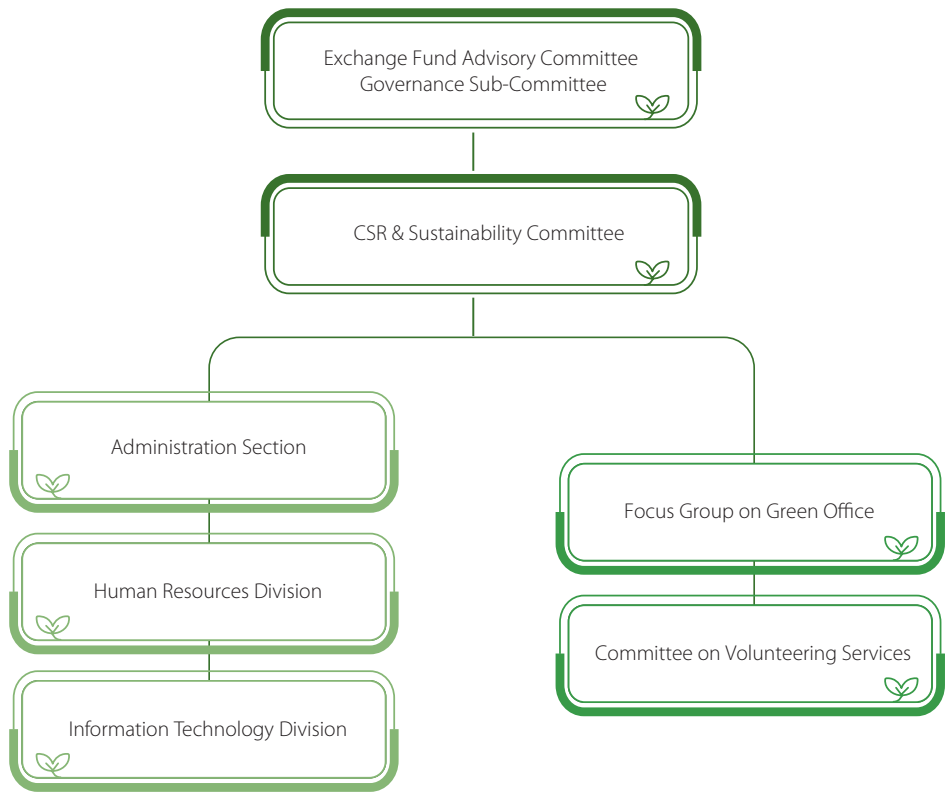 Exchange Fund Advisory Committee
Governance Sub-Committee
CSR & Sustainability Committee
Administration Section
Human Resources Division
Information Technology Division
Focus Group on Green Office
Committee on Volunteering Services